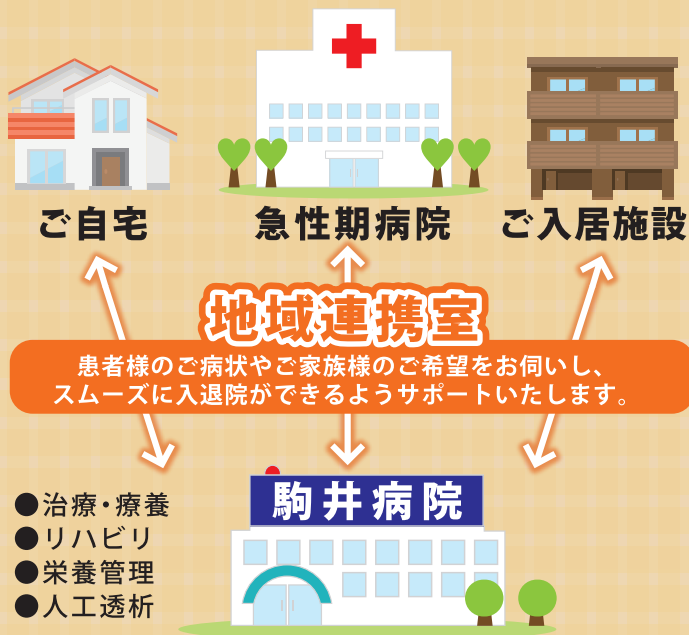 ご自宅
急性期病院
ご入居施設
地域連携室
患者様のご病状やご家族様のご希望をお伺いし、
スムーズに入退院ができるようサポートいたします。
駒井病院
●治療・療養
●リハビリ
●栄養管理
●人工透析